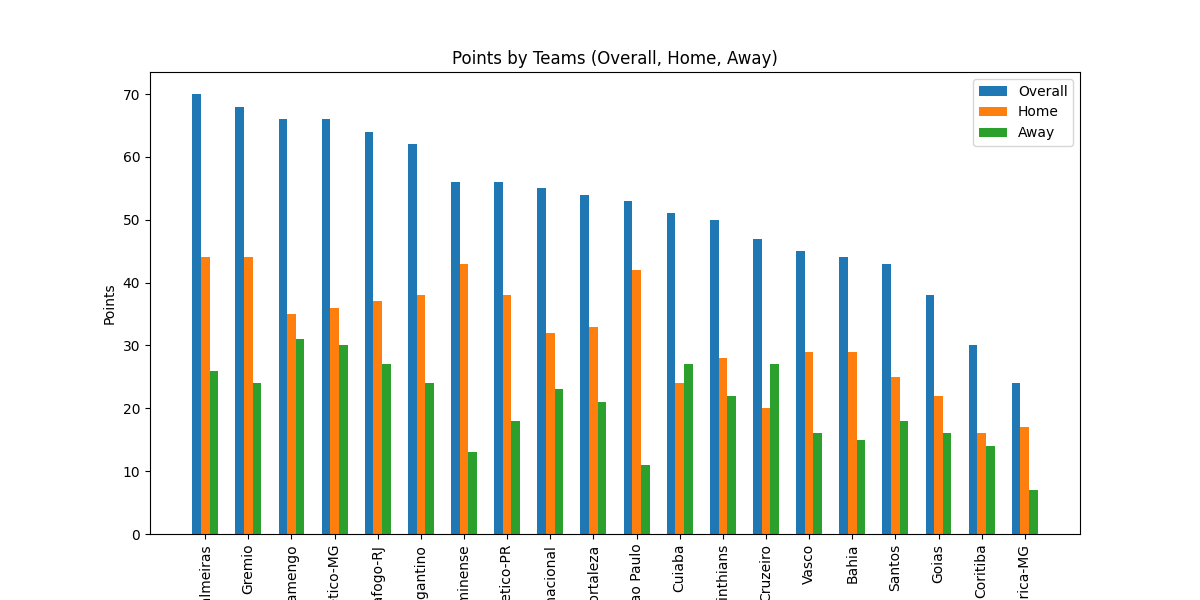 Points by Teams (Overall, Home, Away)
Overall
Home
Away
Points
70
60
50
40
30
20
10
0
lmeiras
Gremio
amengo
tico-MG
afogo-RJ
gantino
minense
etico-PR
nacional
ortaleza
ao Paulo
Cuiaba
inthians
Cruzeiro
Vasco
Bahia
Santos
Goias
Coritiba
rica-MG